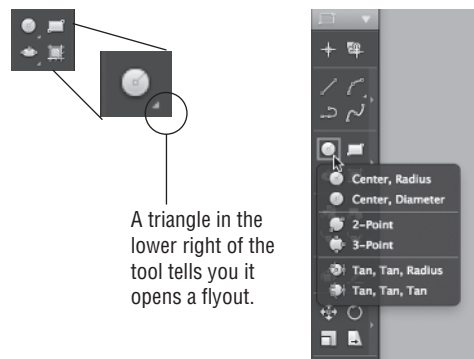 A triangle in the
lower right of the
tool tells you it
opens a flyout.
Center, Radius
Center, Diameter
2-Point
3-Point
Tan, Tan, Radius
Tan, Tan, Tan